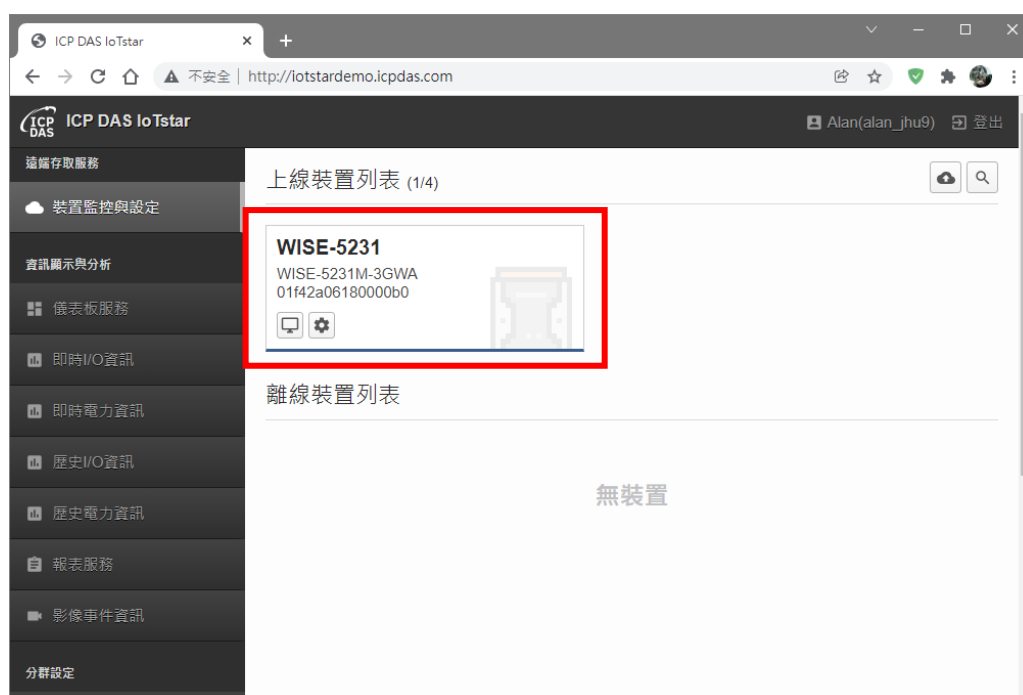 ICP DAS IoTstar
不安全
http://iotstardemo.icpdas.com
ICP DAS
ICP DAS IoTstar
Alan(alan_jhu9)
登出
遠端存取服務
裝置監控與設定
資訊顯示與分析
儀表板服務
即時I/O資訊
即時電力資訊
歷史I/O資訊
歷史電力資訊
報表服務
影像事件資訊
分群設定
上線裝置列表 (1/4)
WISE-5231
WISE-5231M-3GWA
01f42a06180000b0
離線裝置列表
無裝置